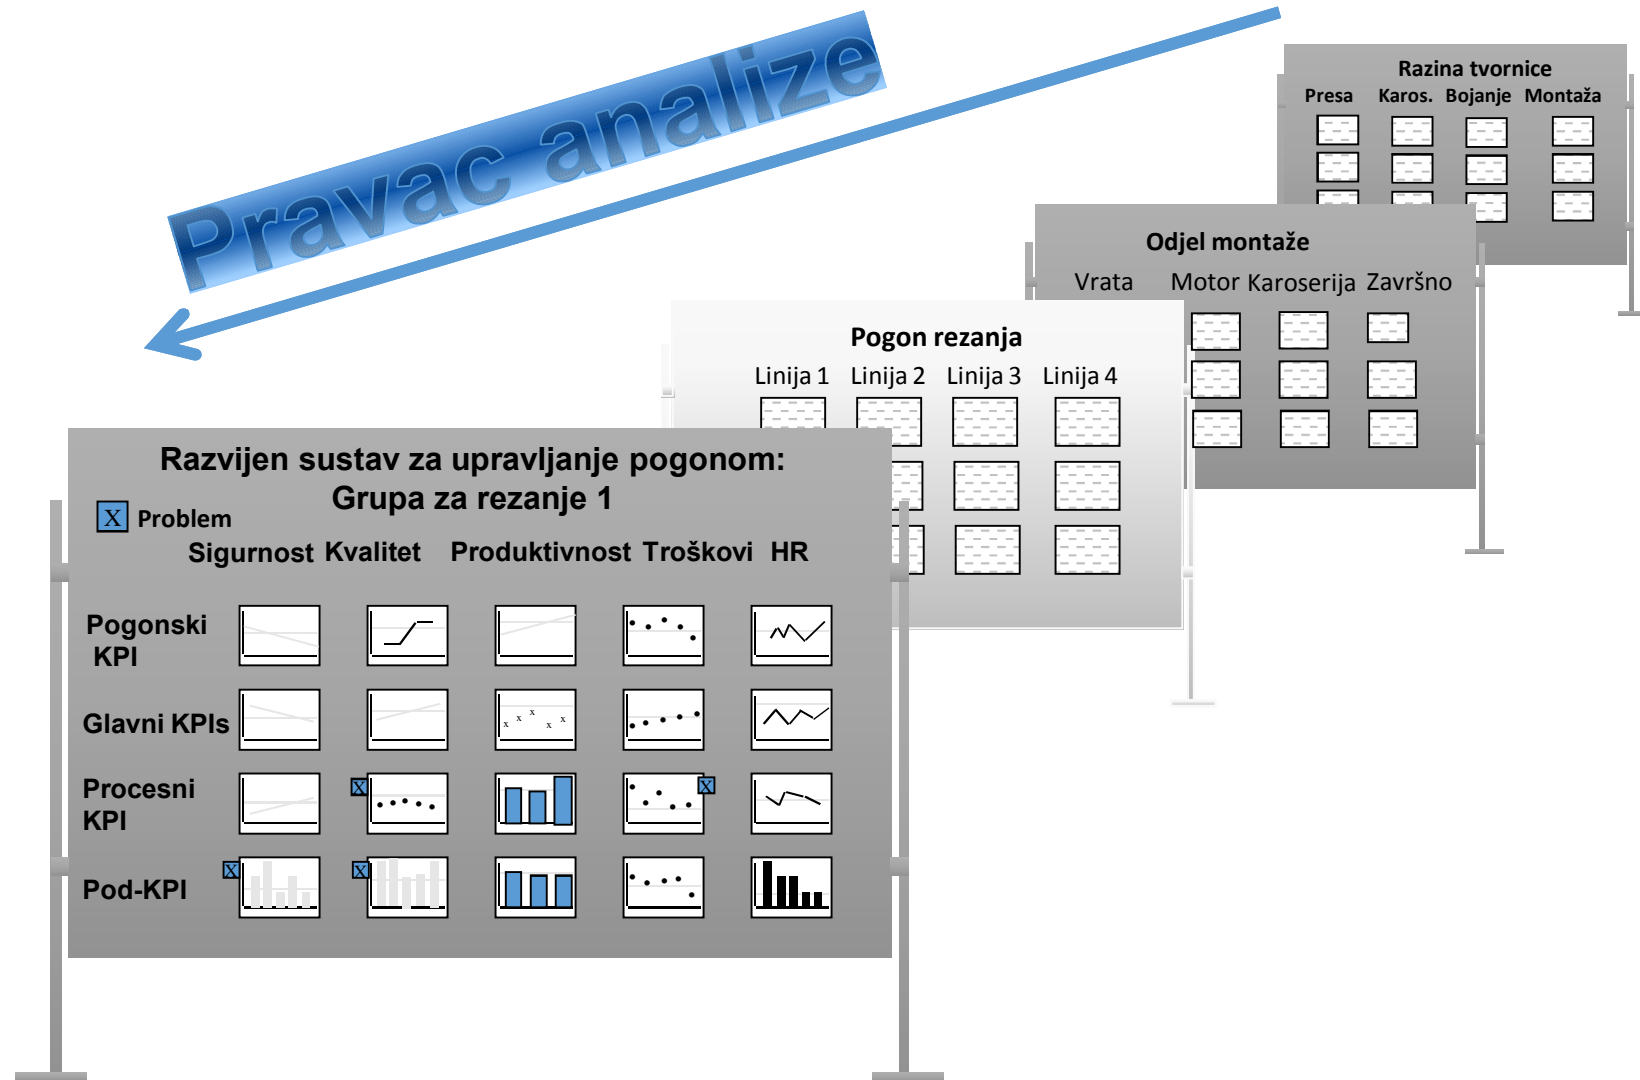 Pravac analize
Razina tvornice
Presa Karos. Bojanje Montaža
Odjel montaže
Vrata Motor Karoserija Završno
Pogon rezanja
Linija 1 Linija 2 Linija 3 Linija 4
Razvijen sustav za upravljanje pogonom:
Grupa za rezanje 1
X Problem
Sigurnost Kvalitet Produktivnost Troškovi HR
Pogonski
KPI
Glavni KPIs
x x x x x
Procesni
KPI
X X
Pod-KPI
X X